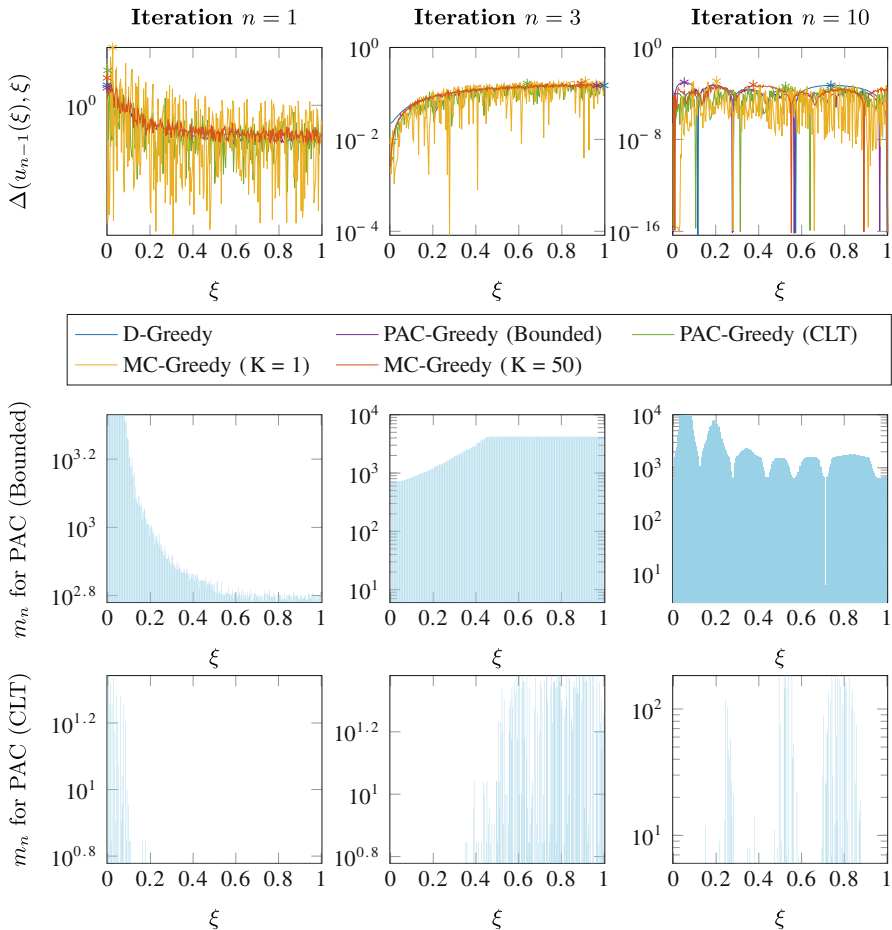 Iteration n = 1
Iteration n = 3
Iteration n = 10
Δ(u_{n−1}(ξ), ξ)
10^0
0 0.2 0.4 0.6 0.8 1
ξ
10^0
10^{−2}
10^{−4}
0 0.2 0.4 0.6 0.8 1
ξ
10^0
10^{−8}
10^{−16}
0 0.2 0.4 0.6 0.8 1
ξ
D-Greedy PAC-Greedy (Bounded) PAC-Greedy (CLT)
MC-Greedy (K = 1) MC-Greedy (K = 50)
m_n for PAC (Bounded)
10^{3.2}
10^3
10^{2.8}
0 0.2 0.4 0.6 0.8 1
ξ
10^4
10^3
10^2
10^1
0 0.2 0.4 0.6 0.8 1
ξ
10^4
10^3
10^2
10^1
0 0.2 0.4 0.6 0.8 1
ξ
m_n for PAC (CLT)
10^{1.2}
10^1
10^{0.8}
0 0.2 0.4 0.6 0.8 1
ξ
10^{1.2}
10^1
10^{0.8}
0 0.2 0.4 0.6 0.8 1
ξ
10^2
10^1
0 0.2 0.4 0.6 0.8 1
ξ